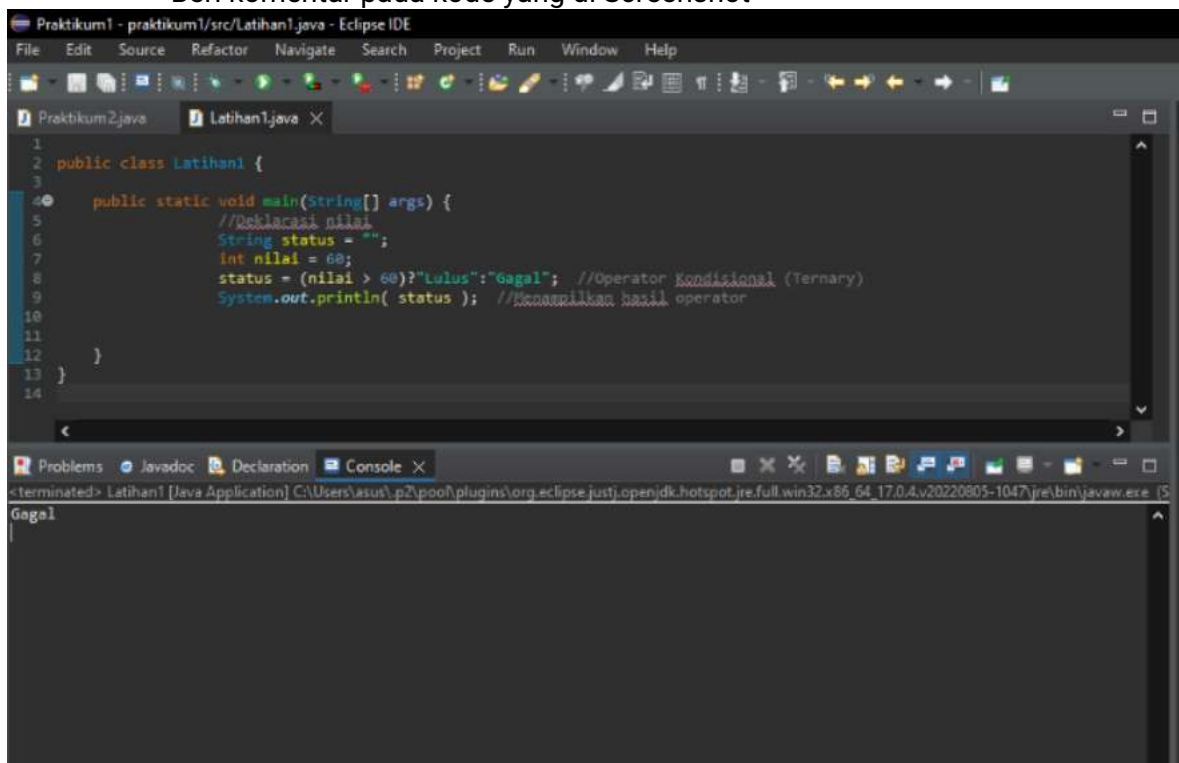 Beri komentar pada kode yang di Screenshot
Praktikum1 - praktikum1/src/Latihan1.java - Eclipse IDE
File Edit Source Refactor Navigate Search Project Run Window Help
Praktikum2.java Latihan1.java
1
2 public class Latihan1 {
3
4 public static void main(String[] args) {
5 //Deklarasi nilai
6 String status = "";
7 int nilai = 60;
8 status = (nilai > 60)?"Lulus":"Gagal"; //Operator Kondisional (Ternary)
9 System.out.println( status ); //Menampilkan hasil operator
10
11
12 }
13 }
14
Problems Javadoc Declaration Console
<terminated> Latihan1 [Java Application] C:\Users\asus\.p2\pool\plugins\org.eclipse.justj.openjdk.hotspot.jre.full.win32.x86_64_17.0.4.v20220805-1047\jre\bin\javaw.exe (S
Gagal